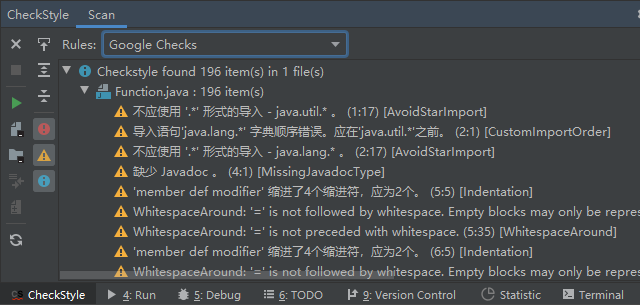 CheckStyle Scan
Rules: Google Checks
Checkstyle found 196 item(s) in 1 file(s)
Function.java : 196 item(s)
不应使用 '.*' 形式的导入 - java.util.* 。 (1:17) [AvoidStarImport]
导入语句'java.lang.*' 字典顺序错误。应在'java.util.*'之前。 (2:1) [CustomImportOrder]
不应使用 '.*' 形式的导入 - java.lang.* 。 (2:17) [AvoidStarImport]
缺少 Javadoc 。 (4:1) [MissingJavadocType]
'member def modifier' 缩进了4个缩进符，应为2个。 (5:5) [Indentation]
WhitespaceAround: '=' is not followed by whitespace. Empty blocks may only be repres
WhitespaceAround: '=' is not preceded with whitespace. (5:35) [WhitespaceAround]
'member def modifier' 缩进了4个缩进符，应为2个。 (6:5) [Indentation]
WhitespaceAround: '=' is not followed by whitespace. Empty blocks may only be repres
CheckStyle 4: Run 5: Debug 6: TODO 9: Version Control Statistic Terminal